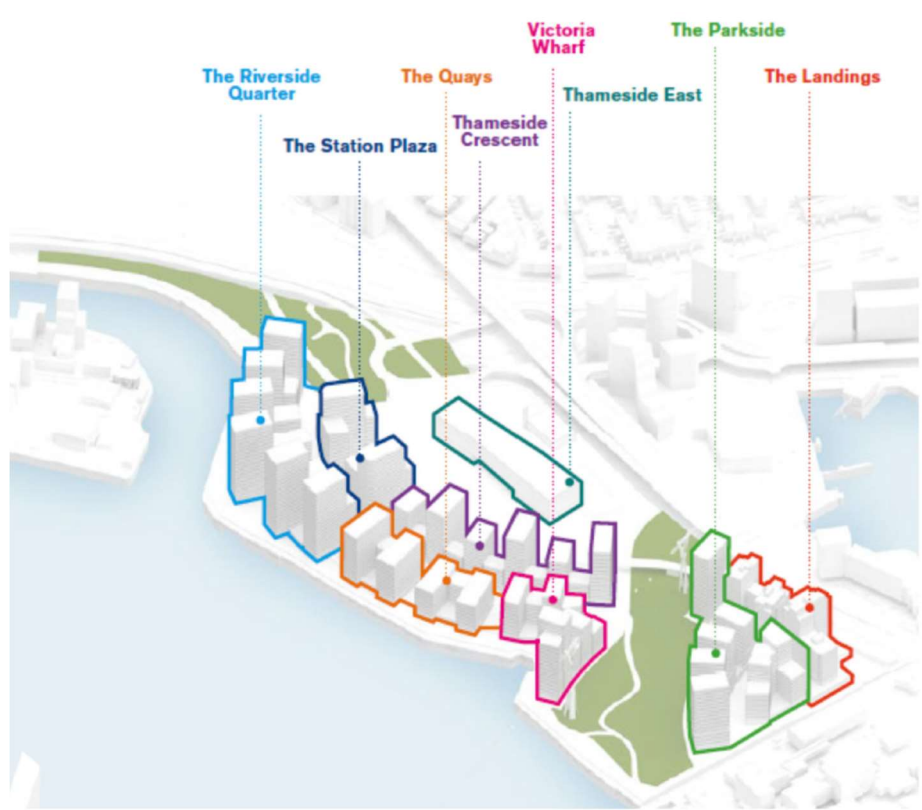 Victoria
Wharf
The Parkside
The Riverside
Quarter
The Quays
The Landings
Thameside East
Thameside
Crescent
The Station Plaza